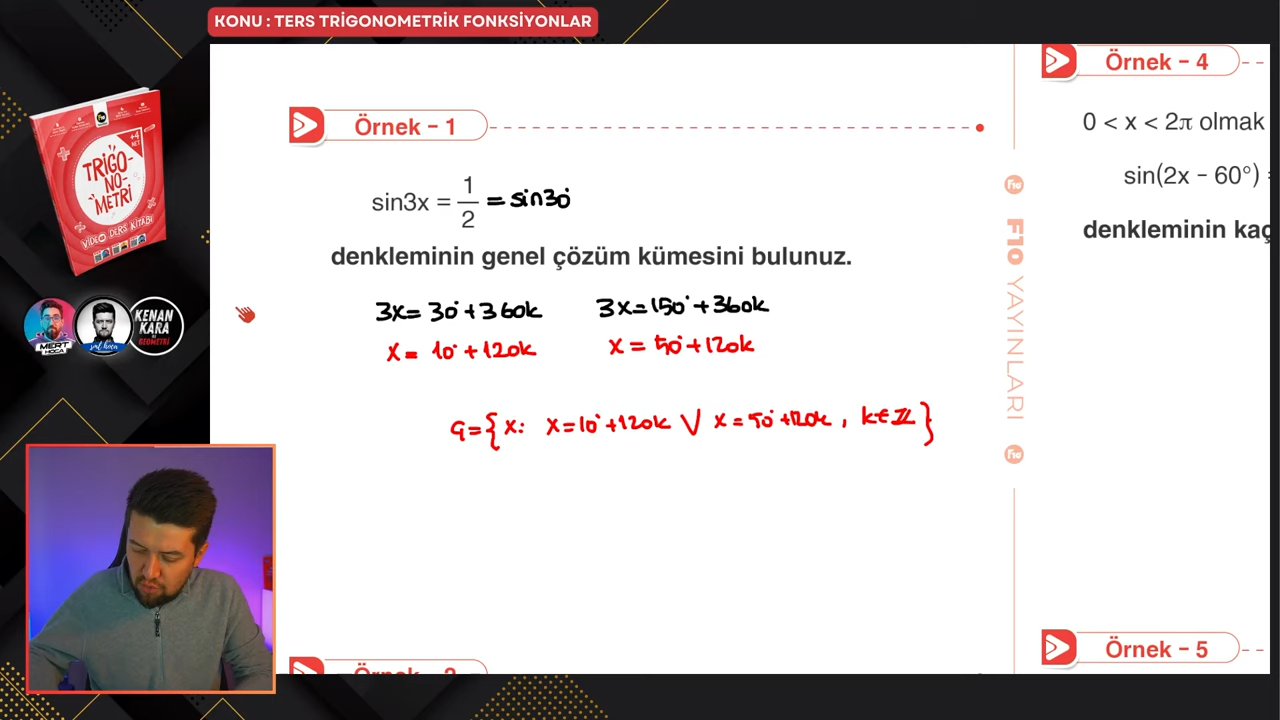 KONU : TERS TRİGONOMETRİK FONKSİYONLAR
+4 NET
TRİGO-
NO-
METRİ
VİDEO DERS KİTABI
MERT HOCA
KENAN KARA
GEOMETRİ
Örnek – 1
sin3x = 1/2 = sin30°
denkleminin genel çözüm kümesini bulunuz.
3x = 30° + 360k 3x = 150° + 360k
x = 10° + 120k x = 50° + 120k
Ç = { x: x = 10° + 120k ∨ x = 50° + 120k , k ∈ Z }
F10 YAYINLARI
Örnek – 4
0 < x < 2π olmak
sin(2x – 60°) =
denkleminin kaç
Örnek – 5